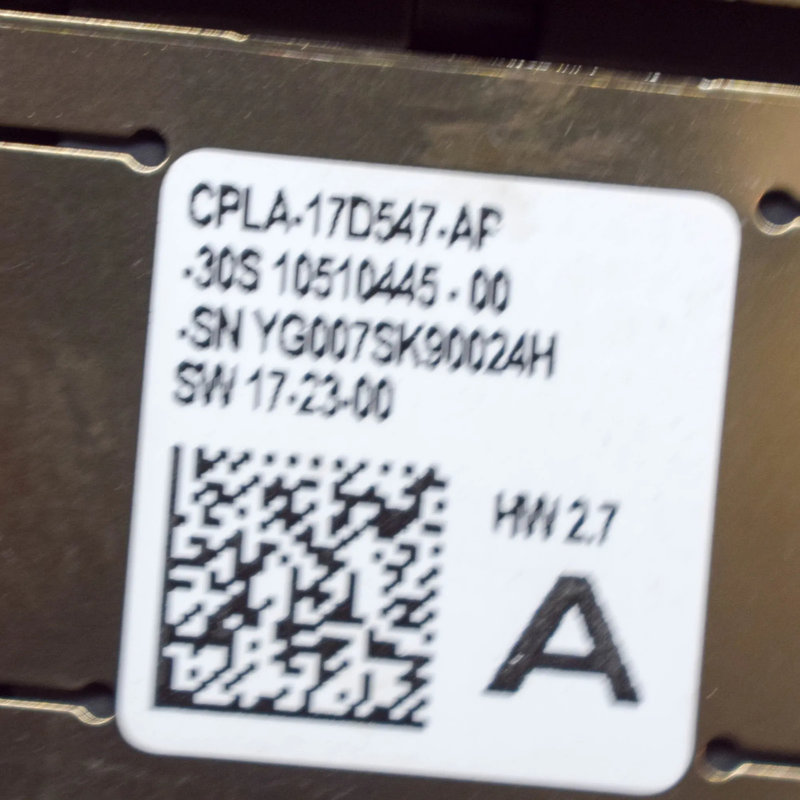 CPLA-17D547-AP
-30S 10510445 - 00
-SN YG007SK90024H
SW 17-23-00
HW 2.7
A